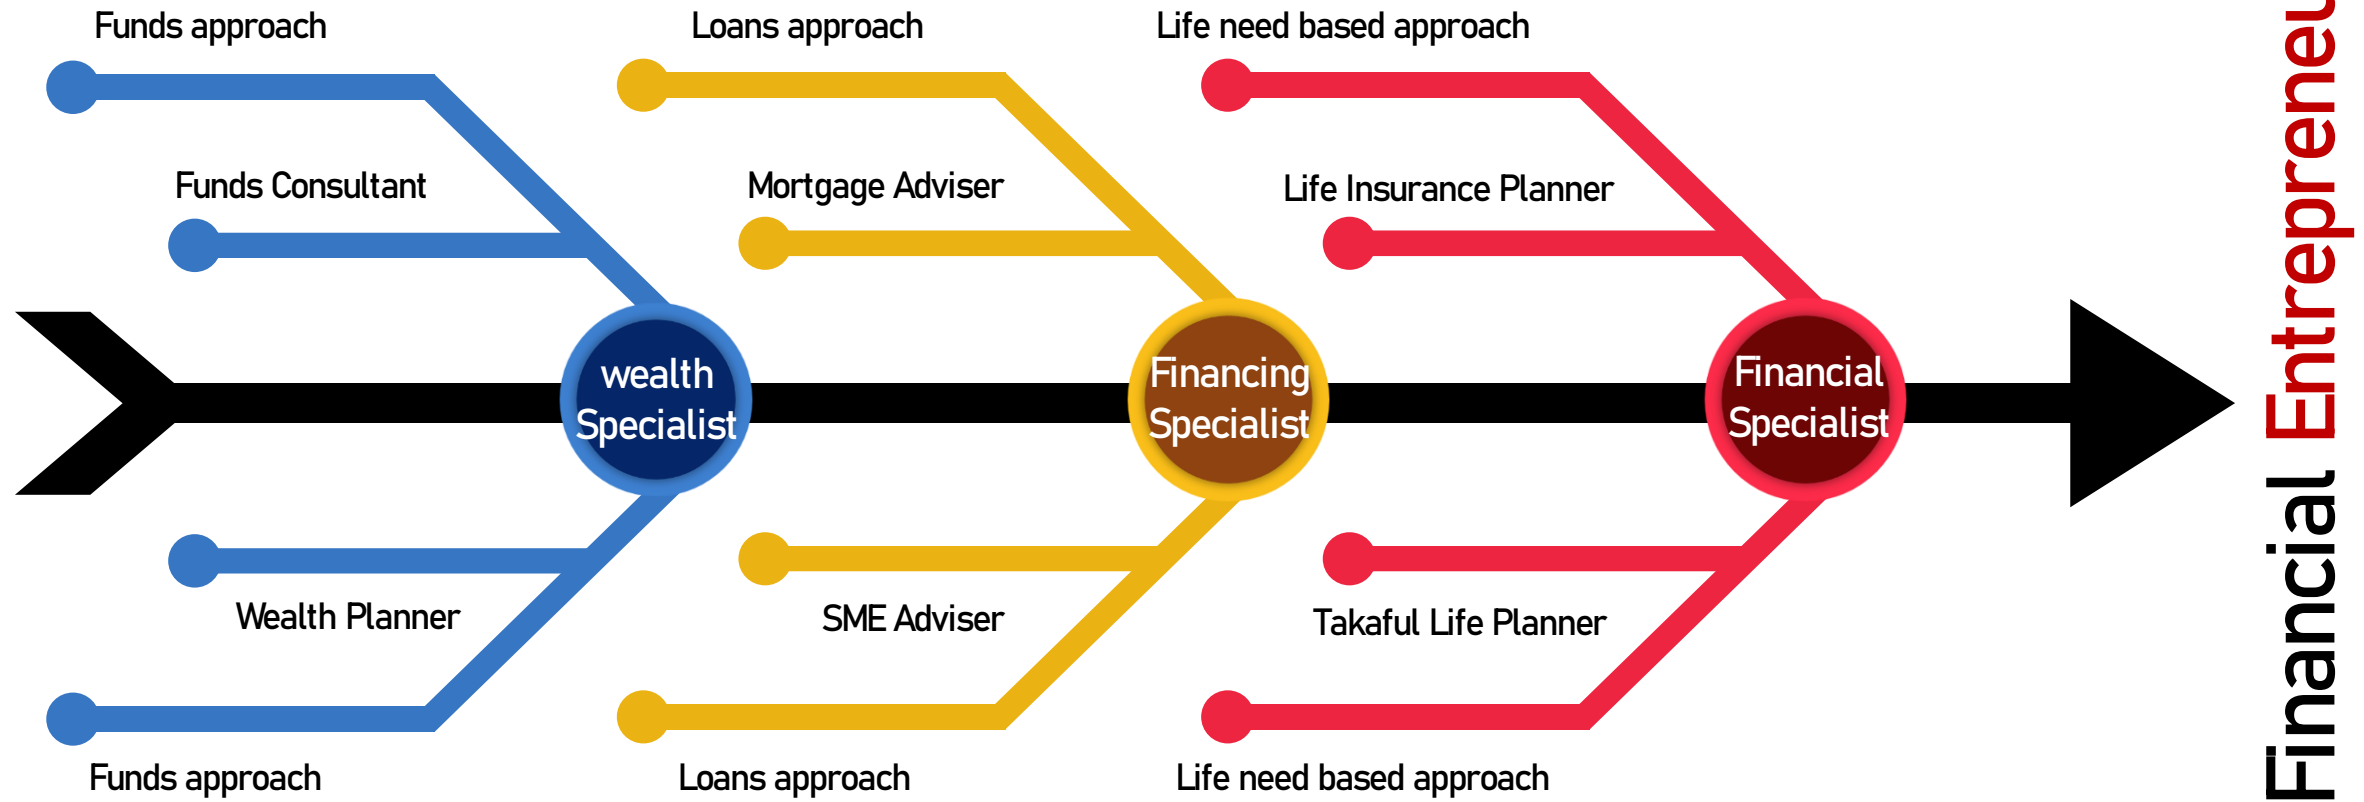 Funds approach
Loans approach
Life need based approach
Funds Consultant
Mortgage Adviser
Life Insurance Planner
wealth
Specialist
Financing
Specialist
Financial
Specialist
Wealth Planner
SME Adviser
Takaful Life Planner
Funds approach
Loans approach
Life need based approach
Financial Entrepreneu